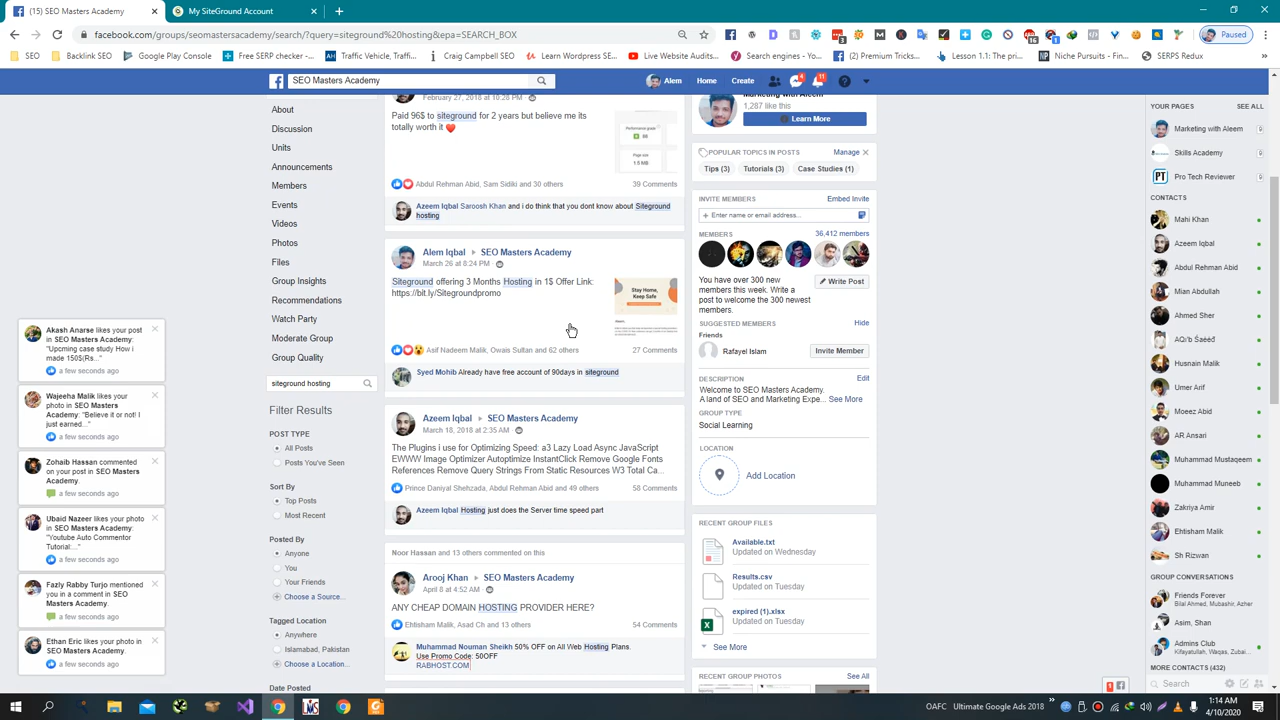 (15) SEO Masters Academy
My SiteGround Account
facebook.com/groups/seomastersacademy/search/?query=siteground%20hosting&epa=SEARCH_BOX
Paused
SEO
Backlink SEO
Google Play Console
Free SERP checker -...
Traffic Vehicle, Traffi...
Craig Campbell SEO
Learn WordPress SE...
Live Website Audits...
Search engines - Yo...
(2) Premium Tricks...
Lesson 1.1: The pri...
Niche Pursuits - Fin...
SERPS Redux
SEO Masters Academy
Alem
Home
Create
4
11
About
Discussion
Units
Announcements
Members
Events
Videos
Photos
Files
Group Insights
Recommendations
Watch Party
Moderate Group
Group Quality
siteground hosting
Filter Results
POST TYPE
All Posts
Posts You've Seen
Sort By
Top Posts
Most Recent
Posted By
Anyone
You
Your Friends
Choose a Source...
Tagged Location
Anywhere
Islamabad, Pakistan
Choose a Location...
Date Posted
Akash Anarse likes your post
in SEO Masters Academy:
"Upcming case study How i
made 150$(Rs..."
a few seconds ago
Wajeeha Malik likes your
photo in SEO Masters
Academy: "Believe it or not! I
just earned..."
a few seconds ago
Zohaib Hassan commented
on your post in SEO Masters
Academy.
a few seconds ago
Ubaid Nazeer likes your photo
in SEO Masters Academy:
"Youtube Auto Commentor
Tutorial:..."
a few seconds ago
Fazly Rabby Turjo mentioned
you in a comment in SEO
Masters Academy.
a few seconds ago
Ethan Eric likes your photo in
SEO Masters Academy.
a few seconds ago
February 27, 2018 at 10:28 PM
Paid 96$ to siteground for 2 years but believe me its
totally worth it
Abdul Rehman Abid, Sam Sidiki and 30 others
39 Comments
Azeem Iqbal Saroosh Khan and i do think that you dont know about Siteground
hosting
Alem Iqbal ▸ SEO Masters Academy
March 26 at 8:24 PM
Siteground offering 3 Months Hosting in 1$ Offer Link:
https://bit.ly/Sitegroundpromo
Stay Home,
Keep Safe
Asif Nadeem Malik, Owais Sultan and 62 others
27 Comments
Syed Mohib Already have free account of 90days in siteground
Azeem Iqbal ▸ SEO Masters Academy
March 18, 2018 at 2:35 AM
The Plugins i use for Optimizing Speed: a3 Lazy Load Async JavaScript
EWWW Image Optimizer Autoptimize InstantClick Remove Google Fonts
References Remove Query Strings From Static Resources W3 Total Ca...
Prince Daniyal Shehzada, Abdul Rehman Abid and 49 others
58 Comments
Azeem Iqbal Hosting just does the Server time speed part
Noor Hassan and 13 others commented on this
Arooj Khan ▸ SEO Masters Academy
April 8 at 4:52 AM
ANY CHEAP DOMAIN HOSTING PROVIDER HERE?
Ehtisham Malik, Asad Ch and 13 others
54 Comments
Muhammad Nouman Sheikh 50% OFF on All Web Hosting Plans.
Use Promo Code: 50OFF
RABHOST.COM
Marketing with Aleem
1,287 like this
Learn More
POPULAR TOPICS IN POSTS
Manage
Tips (3)
Tutorials (3)
Case Studies (1)
INVITE MEMBERS
Embed Invite
Enter name or email address...
MEMBERS
36,412 members
You have over 300 new
members this week. Write a
post to welcome the 300 newest
members.
Write Post
SUGGESTED MEMBERS
Hide
Friends
Rafayel Islam
Invite Member
DESCRIPTION
Edit
Welcome to SEO Masters Academy.
A land of SEO and Marketing Expe... See More
GROUP TYPE
Social Learning
LOCATION
Add Location
RECENT GROUP FILES
Available.txt
Updated on Wednesday
Results.csv
Updated on Tuesday
expired (1).xlsx
Updated on Tuesday
See More
RECENT GROUP PHOTOS
See All
YOUR PAGES
SEE ALL
Marketing with Aleem
Skills Academy
Pro Tech Reviewer
CONTACTS
Mahi Khan
Azeem Iqbal
Abdul Rehman Abid
Mian Abdullah
Ahmed Sher
Husnain Malik
Umer Arif
Moeez Abid
AR Ansari
Muhammad Mustaqeem
Muhammad Muneeb
Zakriya Amir
Ehtisham Malik
Sh Rizwan
GROUP CONVERSATIONS
Friends Forever
Bilal Ahmed, Mubashir, Azher
Asim, Shan
Admins Club
Kifayatullah, Waqas, Zubai...
MORE CONTACTS (432)
Search
OAFC
Ultimate Google Ads 2018
1:14 AM
4/10/2020